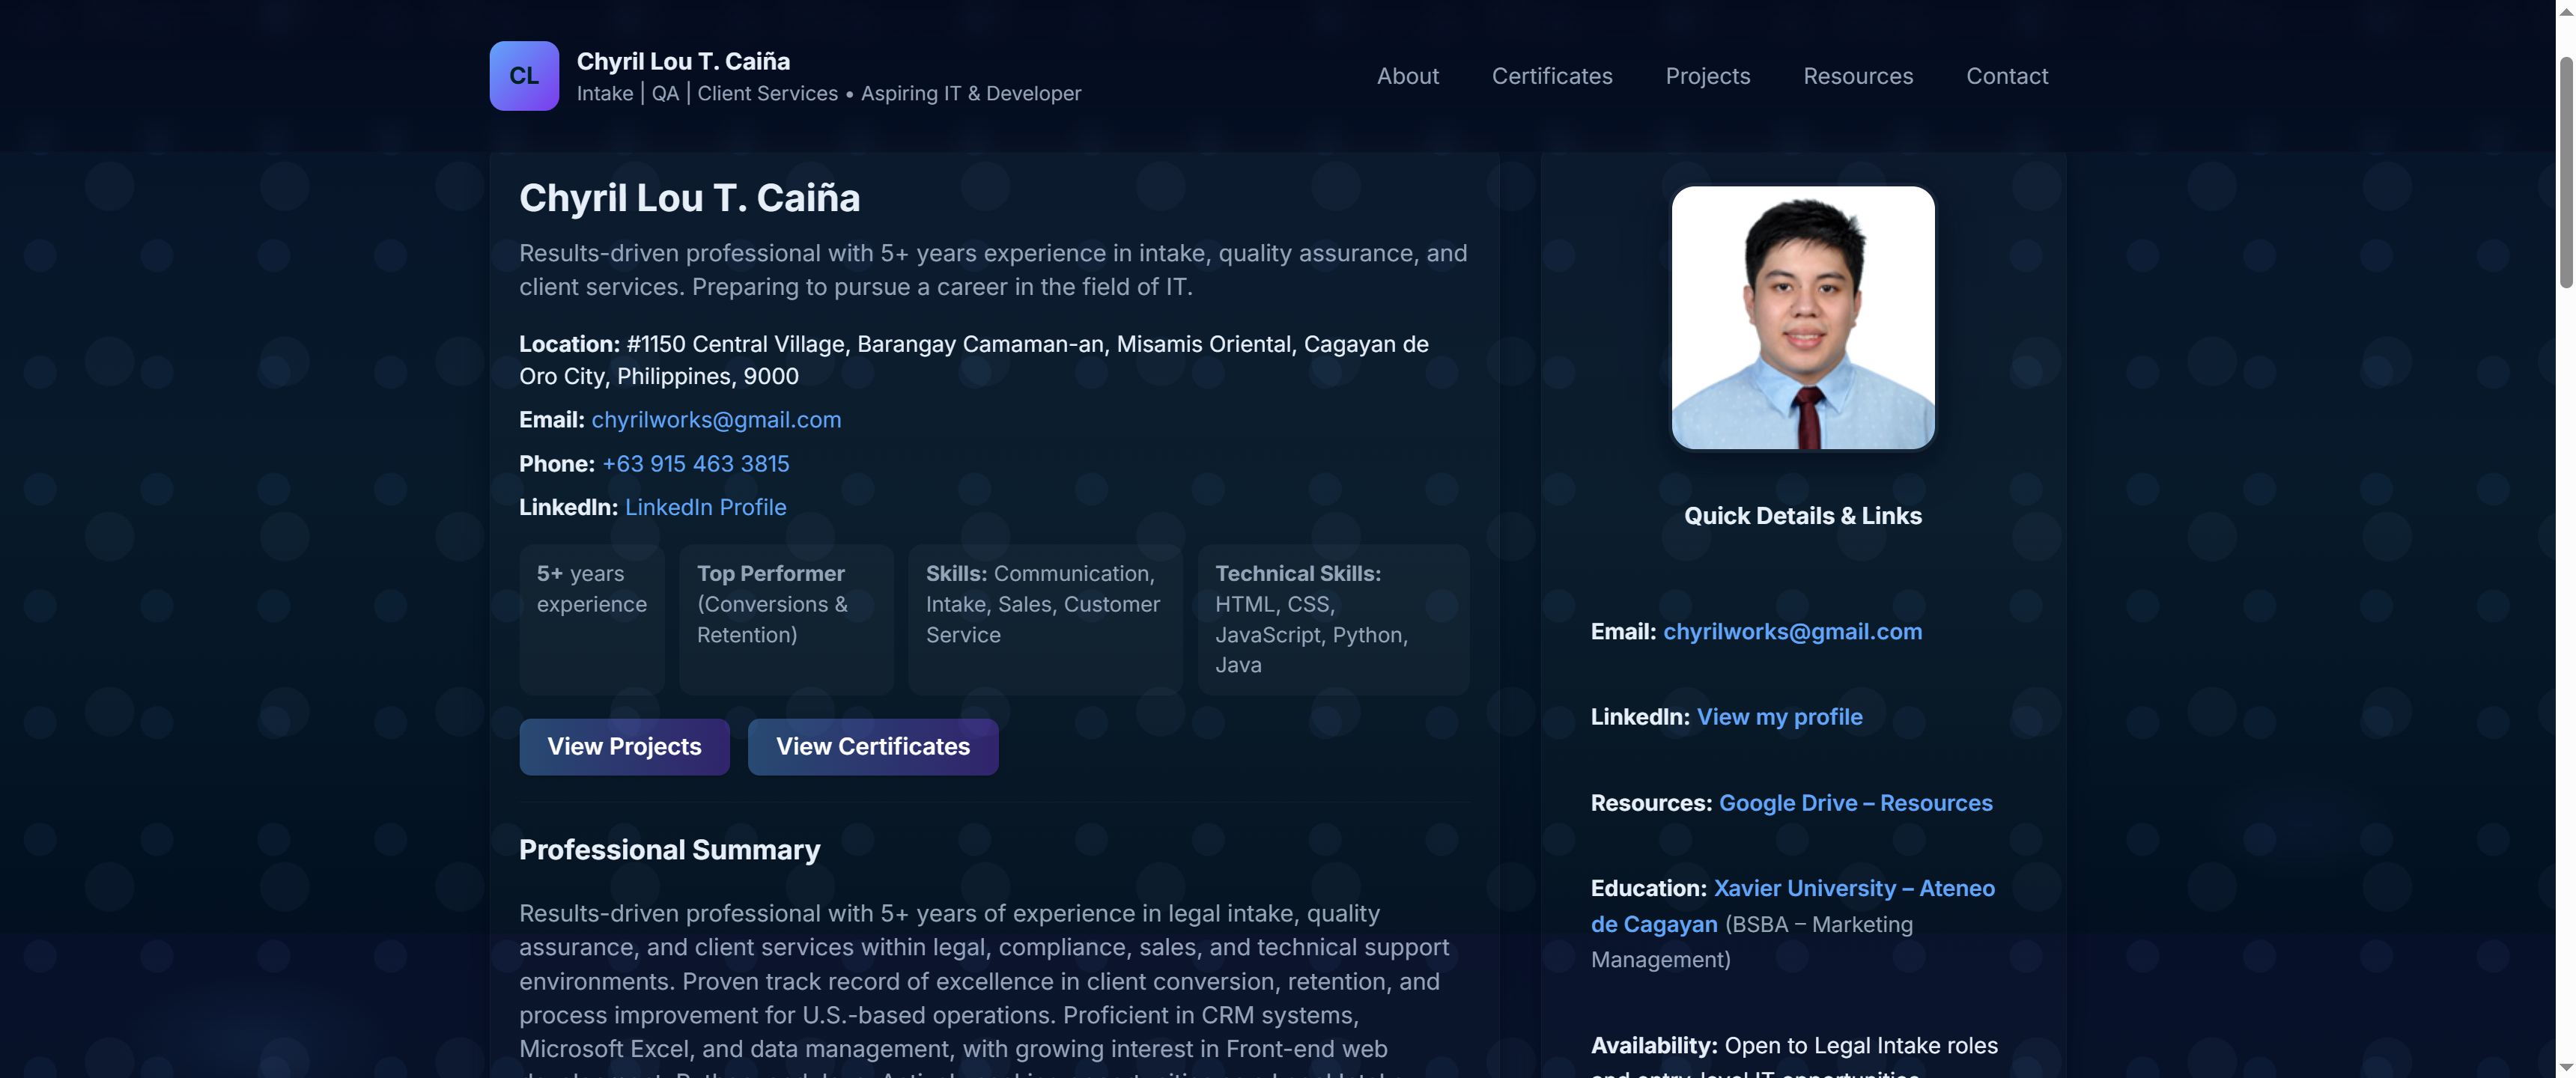 CL
Chyril Lou T. Caiña
Intake | QA | Client Services • Aspiring IT & Developer
About
Certificates
Projects
Resources
Contact
Chyril Lou T. Caiña
Results-driven professional with 5+ years experience in intake, quality assurance, and
client services. Preparing to pursue a career in the field of IT.
Location: #1150 Central Village, Barangay Camaman-an, Misamis Oriental, Cagayan de
Oro City, Philippines, 9000
Email: chyrilworks@gmail.com
Phone: +63 915 463 3815
LinkedIn: LinkedIn Profile
5+ years
experience
Top Performer
(Conversions &
Retention)
Skills: Communication,
Intake, Sales, Customer
Service
Technical Skills:
HTML, CSS,
JavaScript, Python,
Java
View Projects
View Certificates
Professional Summary
Results-driven professional with 5+ years of experience in legal intake, quality
assurance, and client services within legal, compliance, sales, and technical support
environments. Proven track record of excellence in client conversion, retention, and
process improvement for U.S.-based operations. Proficient in CRM systems,
Microsoft Excel, and data management, with growing interest in Front-end web
Quick Details & Links
Email: chyrilworks@gmail.com
LinkedIn: View my profile
Resources: Google Drive – Resources
Education: Xavier University – Ateneo
de Cagayan (BSBA – Marketing
Management)
Availability: Open to Legal Intake roles
and entry-level IT opportunities